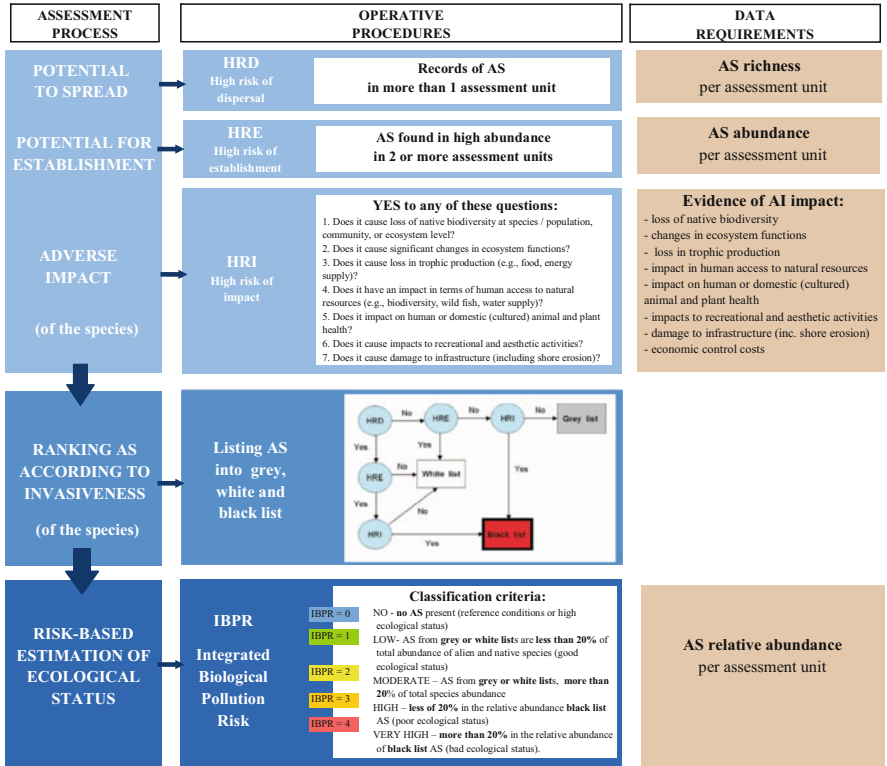 ASSESSMENT
PROCESS
OPERATIVE
PROCEDURES
DATA
REQUIREMENTS
POTENTIAL
TO SPREAD
HRD
High risk of
dispersal
Records of AS
in more than 1 assessment unit
AS richness
per assessment unit
POTENTIAL FOR
ESTABLISHMENT
HRE
High risk of
establishment
AS found in high abundance
in 2 or more assessment units
AS abundance
per assessment unit
ADVERSE
IMPACT
(of the species)
HRI
High risk of
impact
YES to any of these questions:
1. Does it cause loss of native biodiversity at species / population,
community, or ecosystem level?
2. Does it cause significant changes in ecosystem functions?
3. Does it cause loss in trophic production (e.g., food, energy
supply)?
4. Does it have an impact in terms of human access to natural
resources (e.g., biodiversity, wild fish, water supply)?
5. Does it impact on human or domestic (cultured) animal and plant
health?
6. Does it cause impacts to recreational and aesthetic activities?
7. Does it cause damage to infrastructure (including shore erosion)?
Evidence of AI impact:
- loss of native biodiversity
- changes in ecosystem functions
- loss in trophic production
- impact in human access to natural resources
- impact on human or domestic (cultured)
animal and plant health
- impacts to recreational and aesthetic activities
- damage to infrastructure (inc. shore erosion)
- economic control costs
RANKING AS
ACCORDING TO
INVASIVENESS
(of the species)
Listing AS
into grey,
white and
black list
HRD
No
HRE
No
HRI
No
Grey list
Yes
Yes
Yes
HRE
No
White list
Yes
No
HRI
Yes
Black list
RISK-BASED
ESTIMATION OF
ECOLOGICAL
STATUS
IBPR
Integrated
Biological
Pollution
Risk
IBPR = 0
IBPR = 1
IBPR = 2
IBPR = 3
IBPR = 4
Classification criteria:
NO - no AS present (reference conditions or high
ecological status)
LOW- AS from grey or white lists are less than 20% of
total abundance of alien and native species (good
ecological status)
MODERATE – AS from grey or white lists, more than
20% of total species abundance
HIGH – less of 20% in the relative abundance black list
AS (poor ecological status)
VERY HIGH – more than 20% in the relative abundance
of black list AS (bad ecological status).
AS relative abundance
per assessment unit